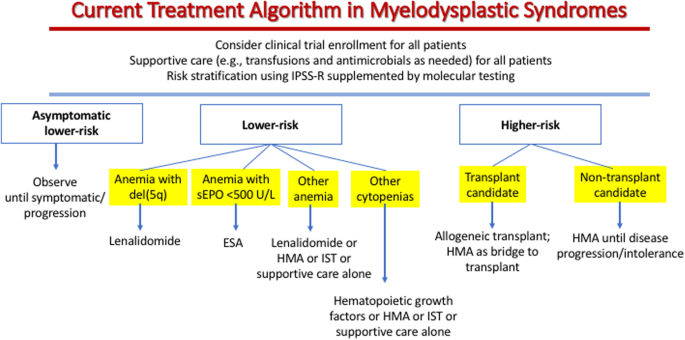 Current Treatment Algorithm in Myelodysplastic Syndromes
Consider clinical trial enrollment for all patients
Supportive care (e.g., transfusions and antimicrobials as needed) for all patients
Risk stratification using IPSS-R supplemented by molecular testing
Asymptomatic
lower-risk
Lower-risk
Higher-risk
Observe
until symptomatic/
progression
Anemia with
del(5q)
Anemia with
sEPO <500 U/L
Other
anemia
Other
cytopenias
Transplant
candidate
Non-transplant
candidate
Lenalidomide
ESA
Lenalidomide or
HMA or IST or
supportive care alone
Hematopoietic growth
factors or HMA or IST or
supportive care alone
Allogeneic transplant;
HMA as bridge to
transplant
HMA until disease
progression/intolerance